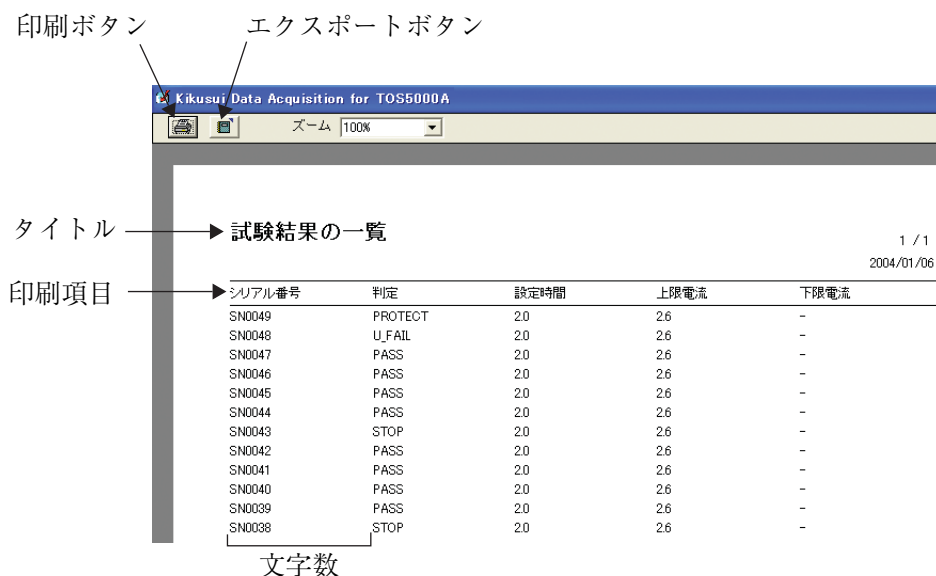 印刷ボタン エクスポートボタン
Kikusui Data Acquisition for TOS5000A
ズーム 100%
タイトル 試験結果の一覧
1 / 1
2004/01/06
印刷項目 シリアル番号 判定 設定時間 上限電流 下限電流
SN0049 PROTECT 2.0 2.6 -
SN0048 U_FAIL 2.0 2.6 -
SN0047 PASS 2.0 2.6 -
SN0046 PASS 2.0 2.6 -
SN0045 PASS 2.0 2.6 -
SN0044 PASS 2.0 2.6 -
SN0043 STOP 2.0 2.6 -
SN0042 PASS 2.0 2.6 -
SN0041 PASS 2.0 2.6 -
SN0040 PASS 2.0 2.6 -
SN0039 PASS 2.0 2.6 -
SN0038 STOP 2.0 2.6 -
文字数